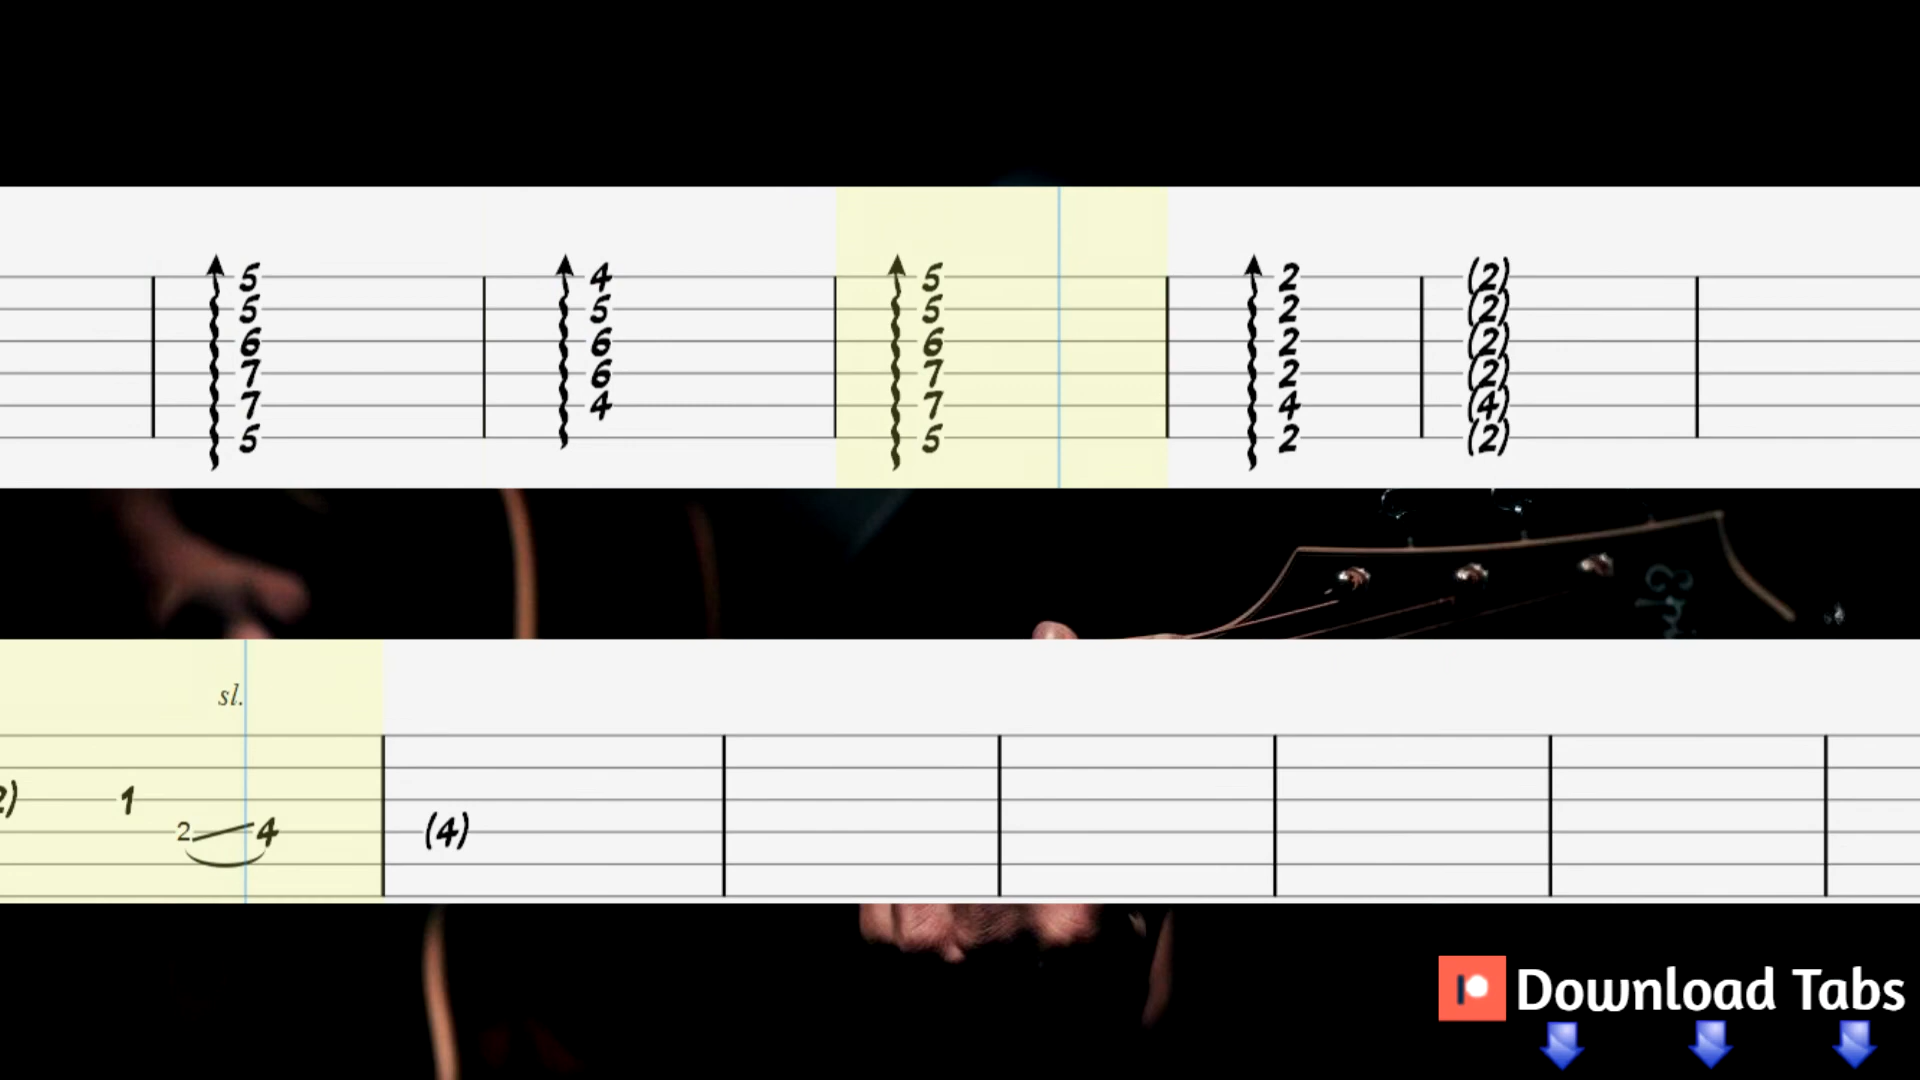 5 4 5 2 (2)
5 5 5 2 (2)
6 6 6 2 (2)
7 6 7 2 (2)
7 4 7 4 (4)
5 5 2 (2)
sl.
2) 1
2 4 (4)
Download Tabs